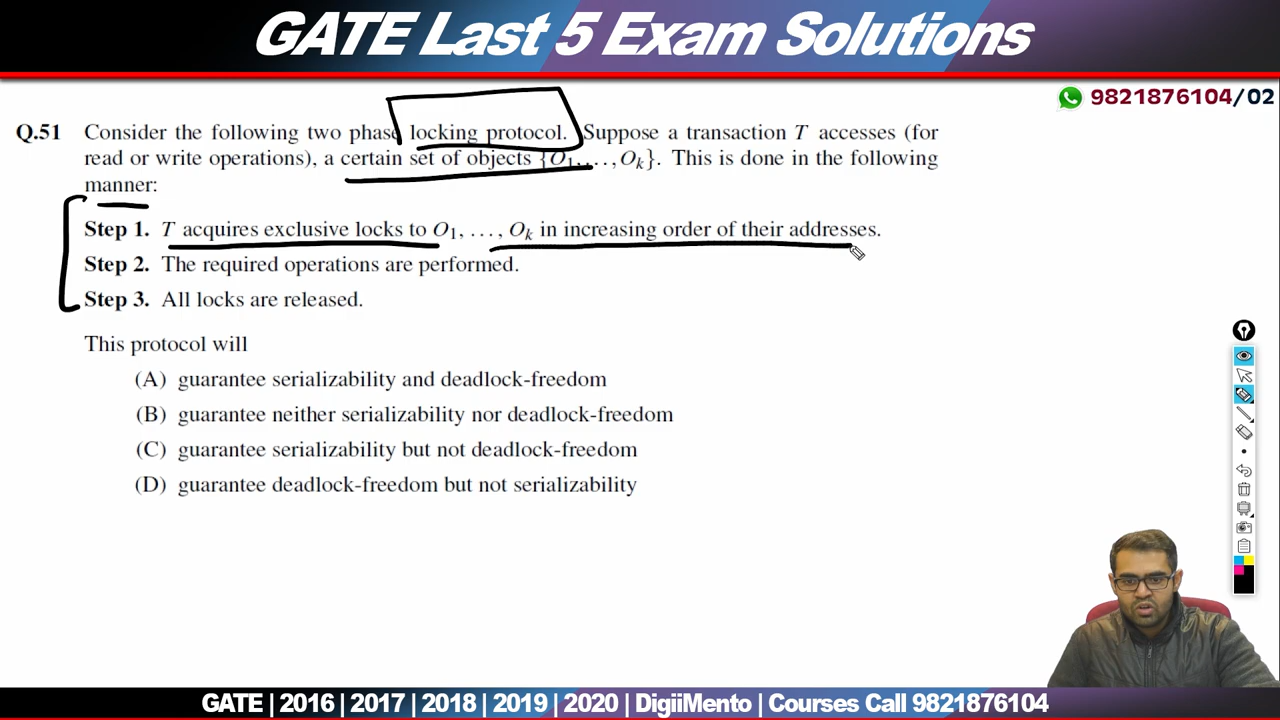 GATE Last 5 Exam Solutions
9821876104/02
Q.51 Consider the following two phase locking protocol. Suppose a transaction T accesses (for
read or write operations), a certain set of objects {O1,…,Ok}. This is done in the following
manner:
Step 1. T acquires exclusive locks to O1, …, Ok in increasing order of their addresses.
Step 2. The required operations are performed.
Step 3. All locks are released.
This protocol will
(A) guarantee serializability and deadlock-freedom
(B) guarantee neither serializability nor deadlock-freedom
(C) guarantee serializability but not deadlock-freedom
(D) guarantee deadlock-freedom but not serializability
GATE | 2016 | 2017 | 2018 | 2019 | 2020 | DigiiMento | Courses Call 9821876104